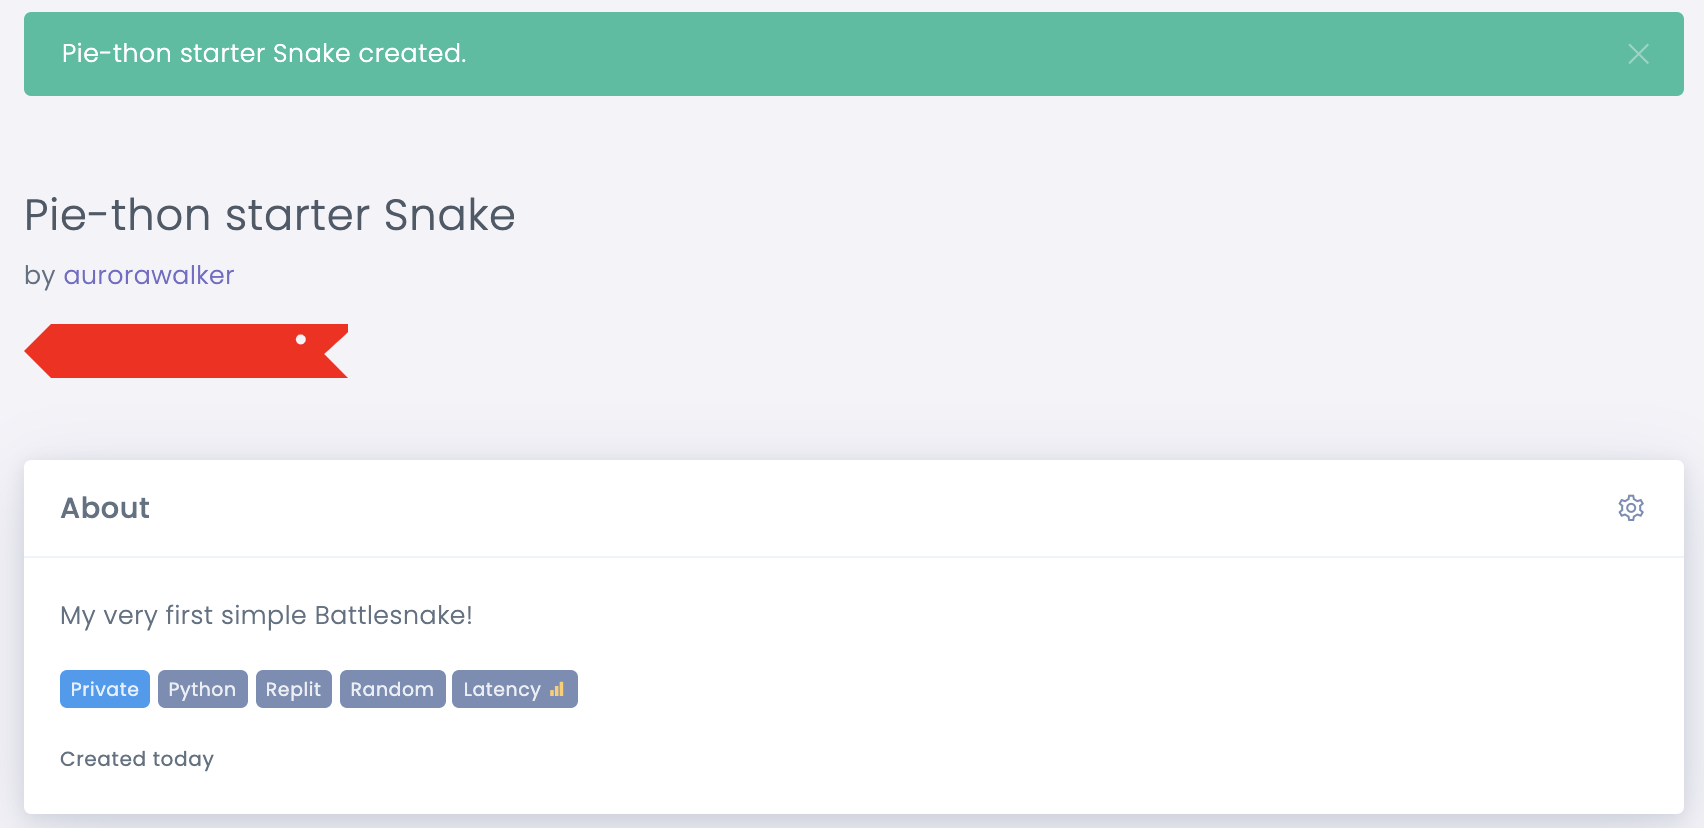 Pie-thon starter Snake created.
Pie-thon starter Snake
by aurorawalker
About
My very first simple Battlesnake!
Private Python Replit Random Latency
Created today